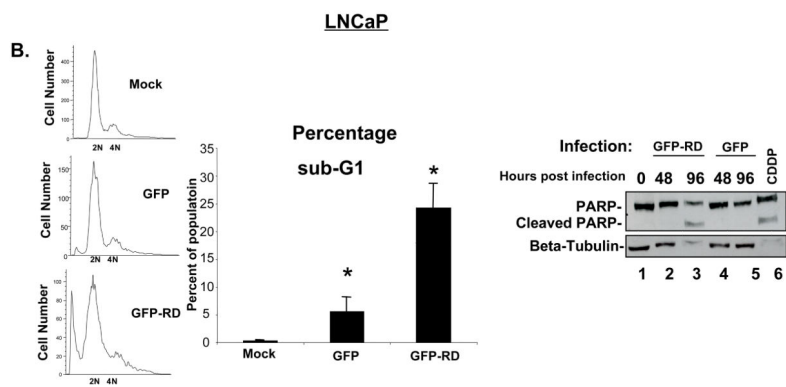 LNCaP
B.
Cell Number
400
300
200
100
0
Mock
2N 4N
Cell Number
150
100
50
0
GFP
2N 4N
Cell Number
100
80
60
40
20
0
GFP-RD
2N 4N
Percentage
sub-G1
Percent of populatoin
35
30
25
20
15
10
5
0
*
*
Mock GFP GFP-RD
Infection: GFP-RD GFP CDDP
Hours post infection 0 48 96 48 96
PARP-
Cleaved PARP-
Beta-Tubulin-
1 2 3 4 5 6